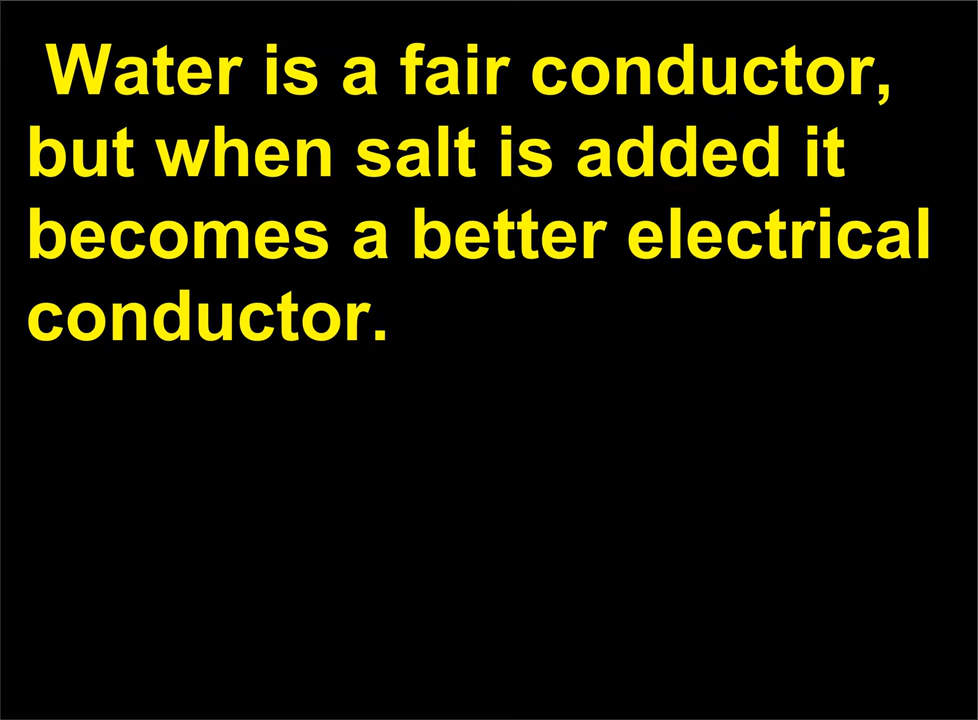 Water is a fair conductor,
but when salt is added it
becomes a better electrical
conductor.